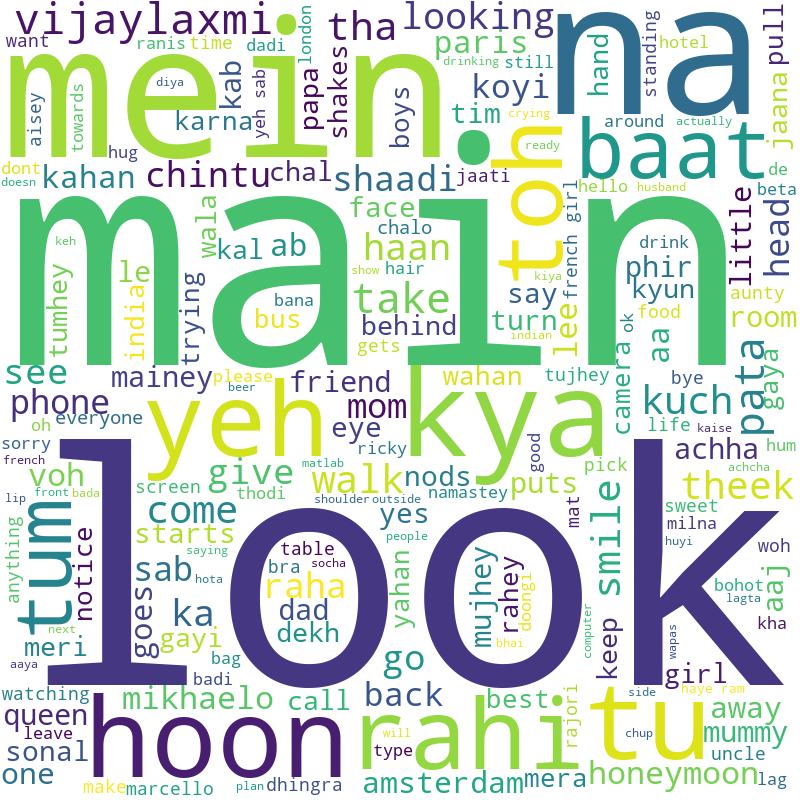 vijaylaxmi
tha
looking
london
want
ranis
time
dadi
mein
na
paris
still
hotel
standing
pull
drinking
kab
yeh sab
papa
shakes
koyi
hand
diya
aisey
towards
karna
boys
tim
crying
around
actually
jaana
hug
ready
dont
doesn
kahan
chintu
chal
shaadi
jaati
toh
baat
hello
husband
de
beta
main
face
wala
chalo
kal
ab
haan
hair
keh
tumhey
le
india
trying
show
kiya
take
say
french girl
drink
phir
kyun
little
head
aunty
bana
bus
behind
turn
lee
indian
camera
ok
food
aa
room
gaya
see
gets
mainey
please
friend
wahan
tujhey
bye
pata
phone
beer
yeh
mom
kya
kuch
life
everyone
oh
eye
kaise
sorry
ricky
good
achha
hum
french
voh
matlab
screen
give
walk
nods
puts
pick
achcha
theek
lip
front
bada
thodi
shoulder
outside
namastey
mat
smile
sweet
tum
come
starts
yes
milna
woh
anything
notice
saying
people
huyi
look
sab
hota
table
bra
socha
raha
mujhey
rahey
doongi
yahan
bohot
lagta
aaj
goes
ka
dad
dekh
bhai
computer
keep
wapas
kha
next
meri
gayi
go
aaya
bag
badi
girl
watching
mikhaelo
call
back
best
side
haye ram
away
queen
hoon
rahi
rajori
tu
leave
sonal
will
chup
mummy
uncle
one
type
make
marcello
plan
dhingra
amsterdam
mera
honeymoon
lag